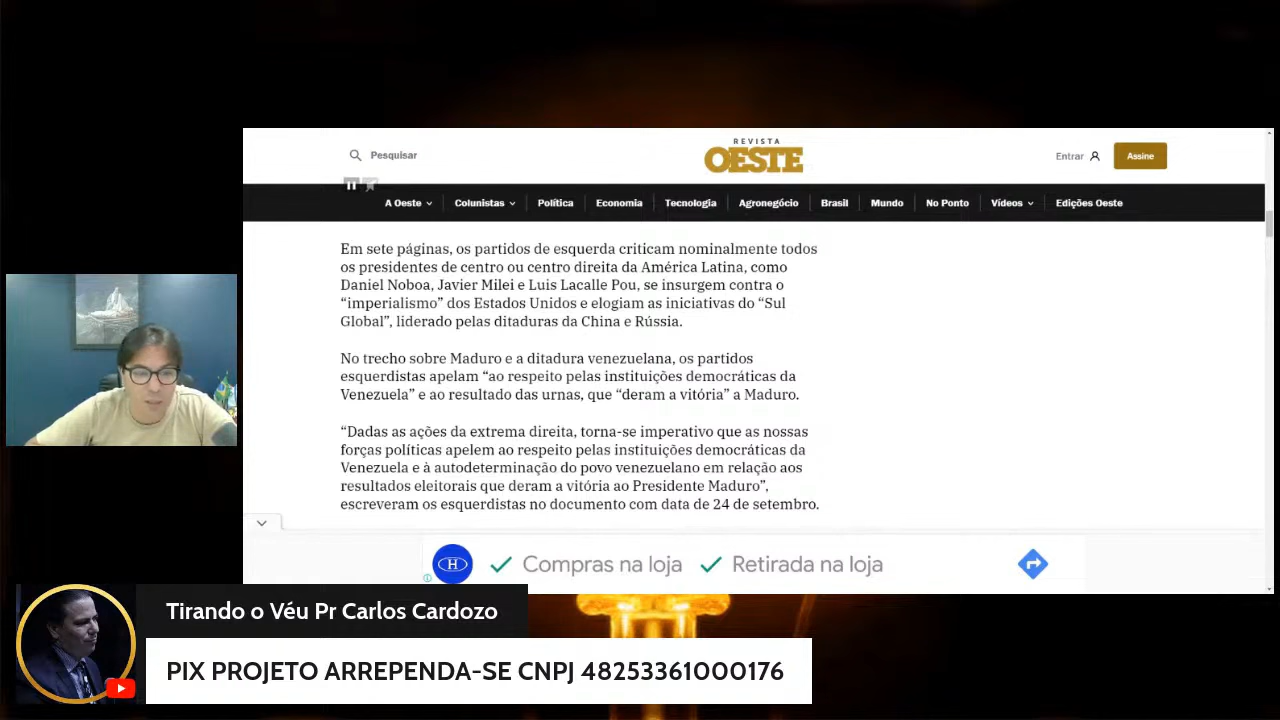 Pesquisar
REVISTA
OESTE
Entrar
Assine
A Oeste
Colunistas
Política
Economia
Tecnologia
Agronegócio
Brasil
Mundo
No Ponto
Vídeos
Edições Oeste
Em sete páginas, os partidos de esquerda criticam nominalmente todos
os presidentes de centro ou centro direita da América Latina, como
Daniel Noboa, Javier Milei e Luis Lacalle Pou, se insurgem contra o
“imperialismo” dos Estados Unidos e elogiam as iniciativas do “Sul
Global”, liderado pelas ditaduras da China e Rússia.
No trecho sobre Maduro e a ditadura venezuelana, os partidos
esquerdistas apelam “ao respeito pelas instituições democráticas da
Venezuela” e ao resultado das urnas, que “deram a vitória” a Maduro.
“Dadas as ações da extrema direita, torna-se imperativo que as nossas
forças políticas apelem ao respeito pelas instituições democráticas da
Venezuela e à autodeterminação do povo venezuelano em relação aos
resultados eleitorais que deram a vitória ao Presidente Maduro”,
escreveram os esquerdistas no documento com data de 24 de setembro.
H
Compras na loja
Retirada na loja
Tirando o Véu Pr Carlos Cardozo
PIX PROJETO ARREPENDA-SE CNPJ 48253361000176